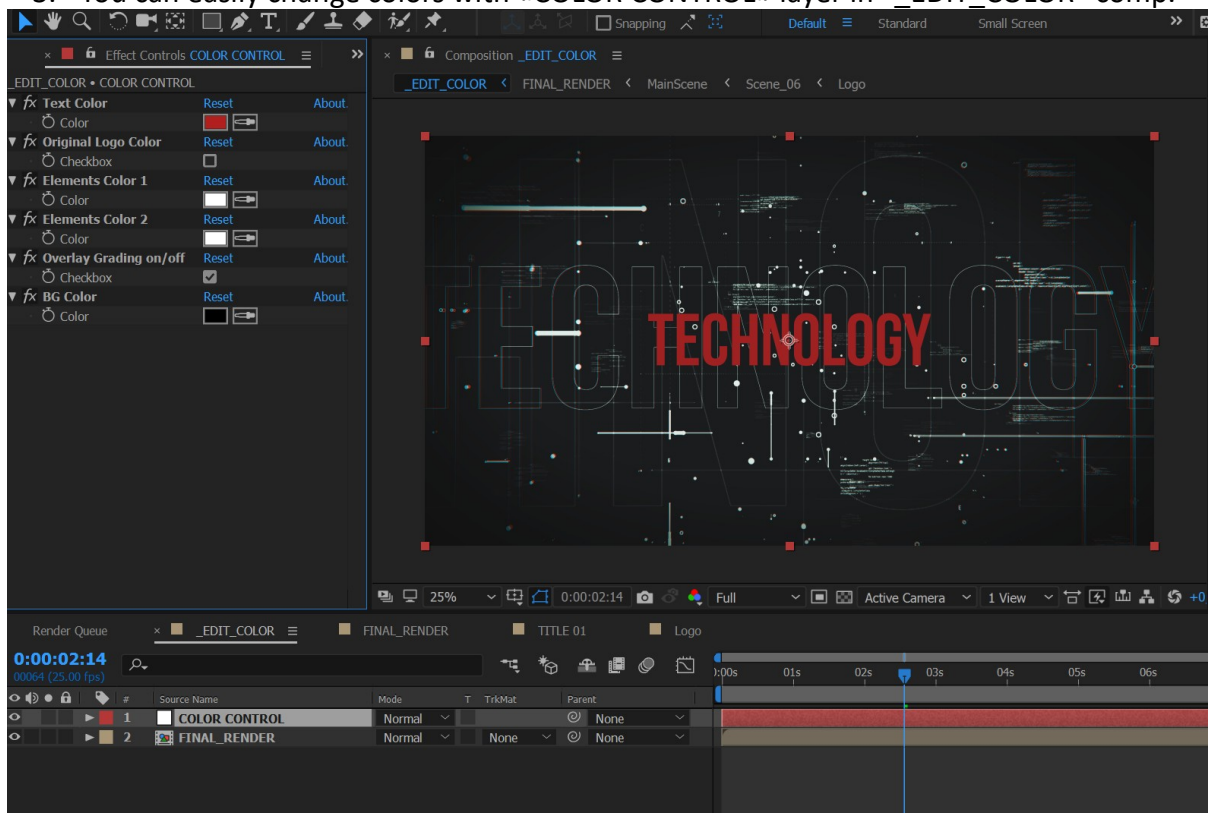 You can easily change colors with «COLOR CONTROL» layer in "_EDIT_COLOR" comp.
Snapping Default Standard Small Screen
Effect Controls COLOR CONTROL
Composition _EDIT_COLOR
_EDIT_COLOR • COLOR CONTROL
_EDIT_COLOR FINAL_RENDER MainScene Scene_06 Logo
fx Text Color Reset About.
Color
fx Original Logo Color Reset About.
Checkbox
fx Elements Color 1 Reset About.
Color
fx Elements Color 2 Reset About.
Color
fx Overlay Grading on/off Reset About.
Checkbox
fx BG Color Reset About.
Color
TECHNOLOGY
TECHNOLOGY
25% 0:00:02:14 Full Active Camera 1 View +0
Render Queue _EDIT_COLOR FINAL_RENDER TITLE 01 Logo
0:00:02:14
00064 (25.00 fps)
):00s 01s 02s 03s 04s 05s 06s
# Source Name Mode T TrkMat Parent
1 COLOR CONTROL Normal None
2 FINAL_RENDER Normal None None